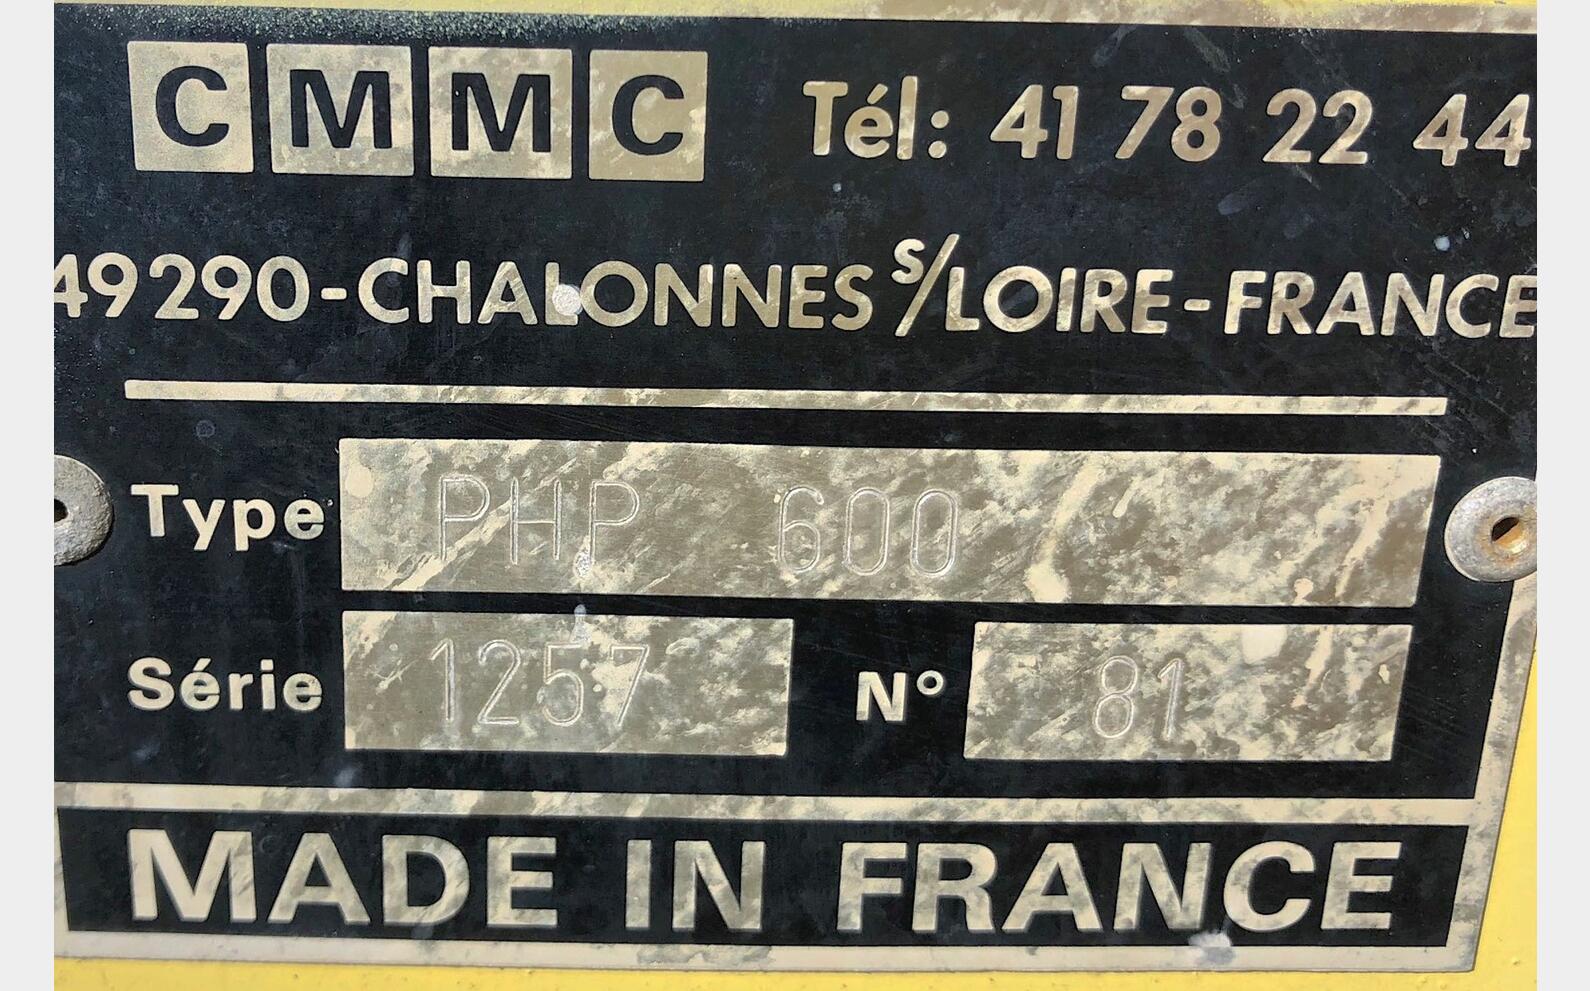 CMMC Tél: 41 78 22 44
49290-CHALONNES S/LOIRE-FRANCE
Type PHP 600
Série 1257 N° 81
MADE IN FRANCE